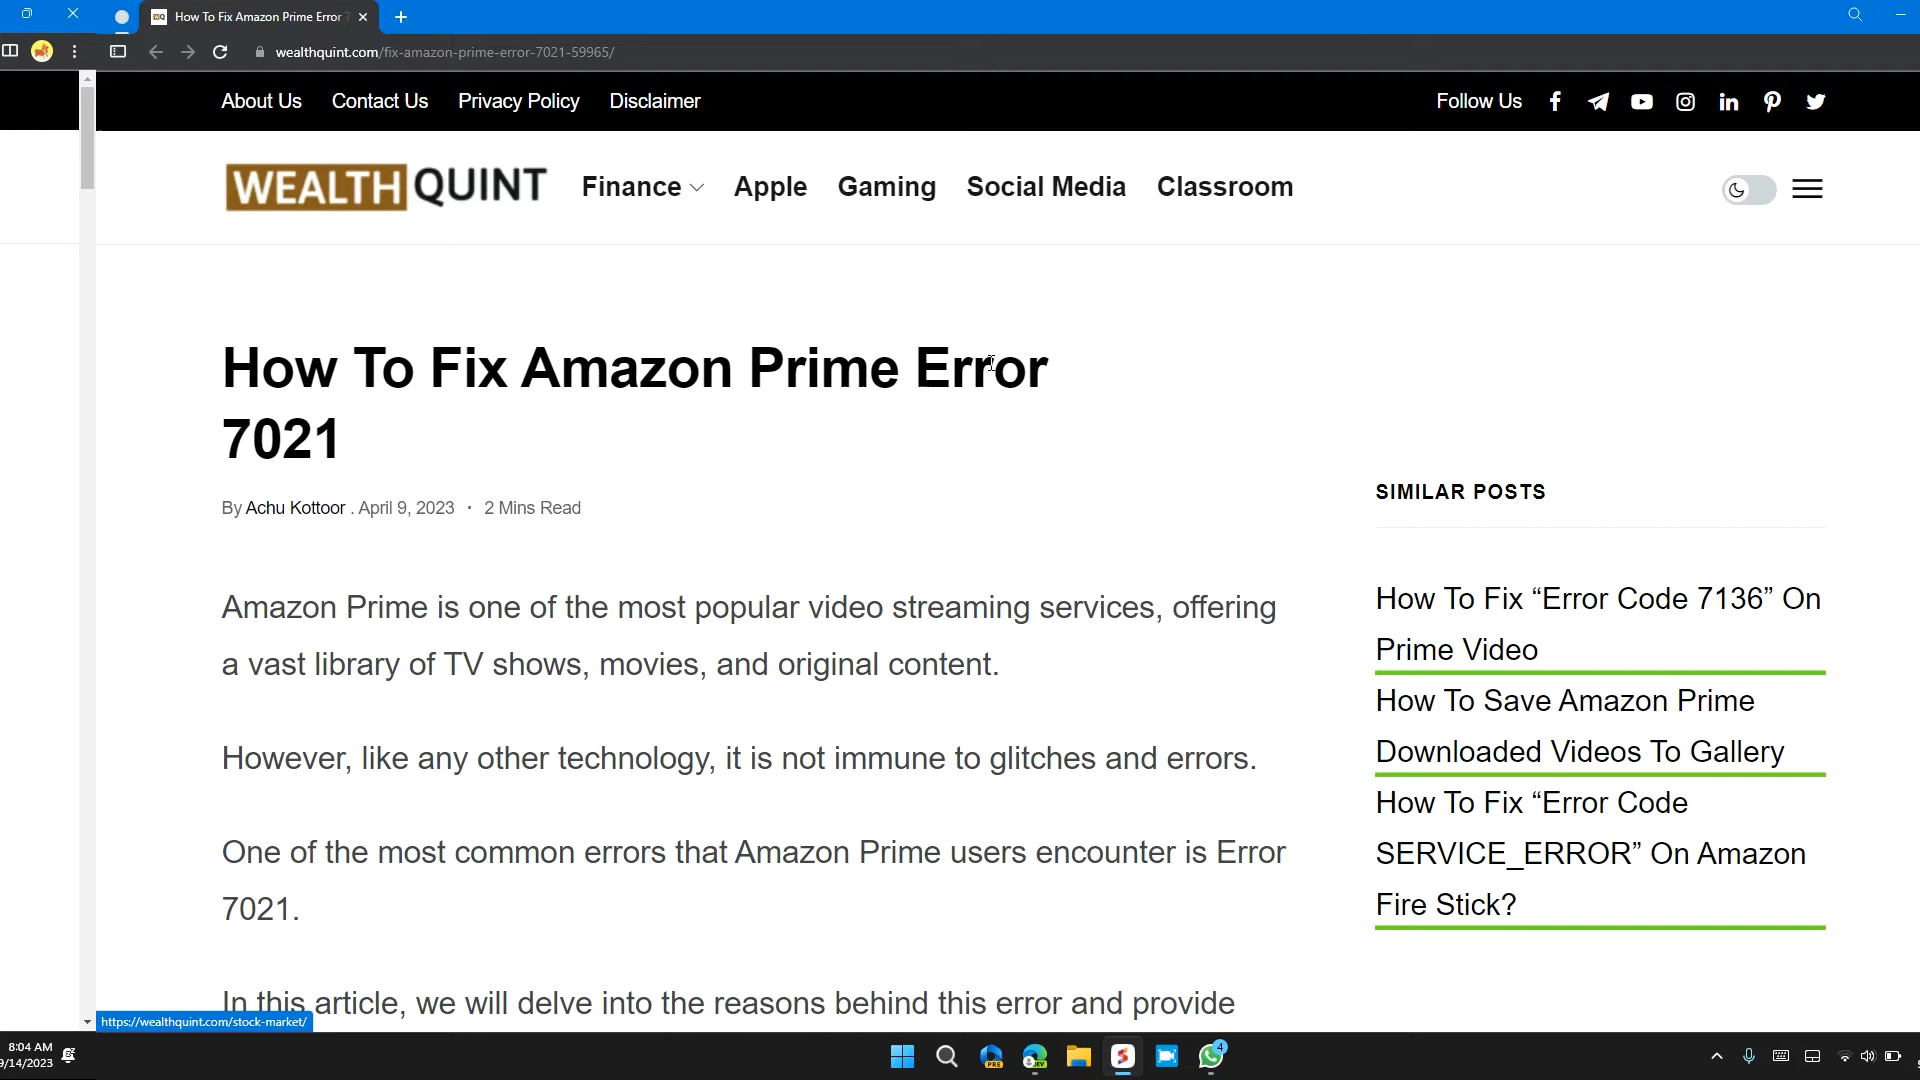 How To Fix Amazon Prime Error 7
wealthquint.com/fix-amazon-prime-error-7021-59965/
About Us Contact Us Privacy Policy Disclaimer Follow Us
WEALTH QUINT Finance Apple Gaming Social Media Classroom
How To Fix Amazon Prime Error
7021
By Achu Kottoor . April 9, 2023 · 2 Mins Read
Amazon Prime is one of the most popular video streaming services, offering
a vast library of TV shows, movies, and original content.
However, like any other technology, it is not immune to glitches and errors.
One of the most common errors that Amazon Prime users encounter is Error
7021.
In this article, we will delve into the reasons behind this error and provide
SIMILAR POSTS
How To Fix “Error Code 7136” On
Prime Video
How To Save Amazon Prime
Downloaded Videos To Gallery
How To Fix “Error Code
SERVICE_ERROR” On Amazon
Fire Stick?
https://wealthquint.com/stock-market/
8:04 AM
9/14/2023
PRE
4